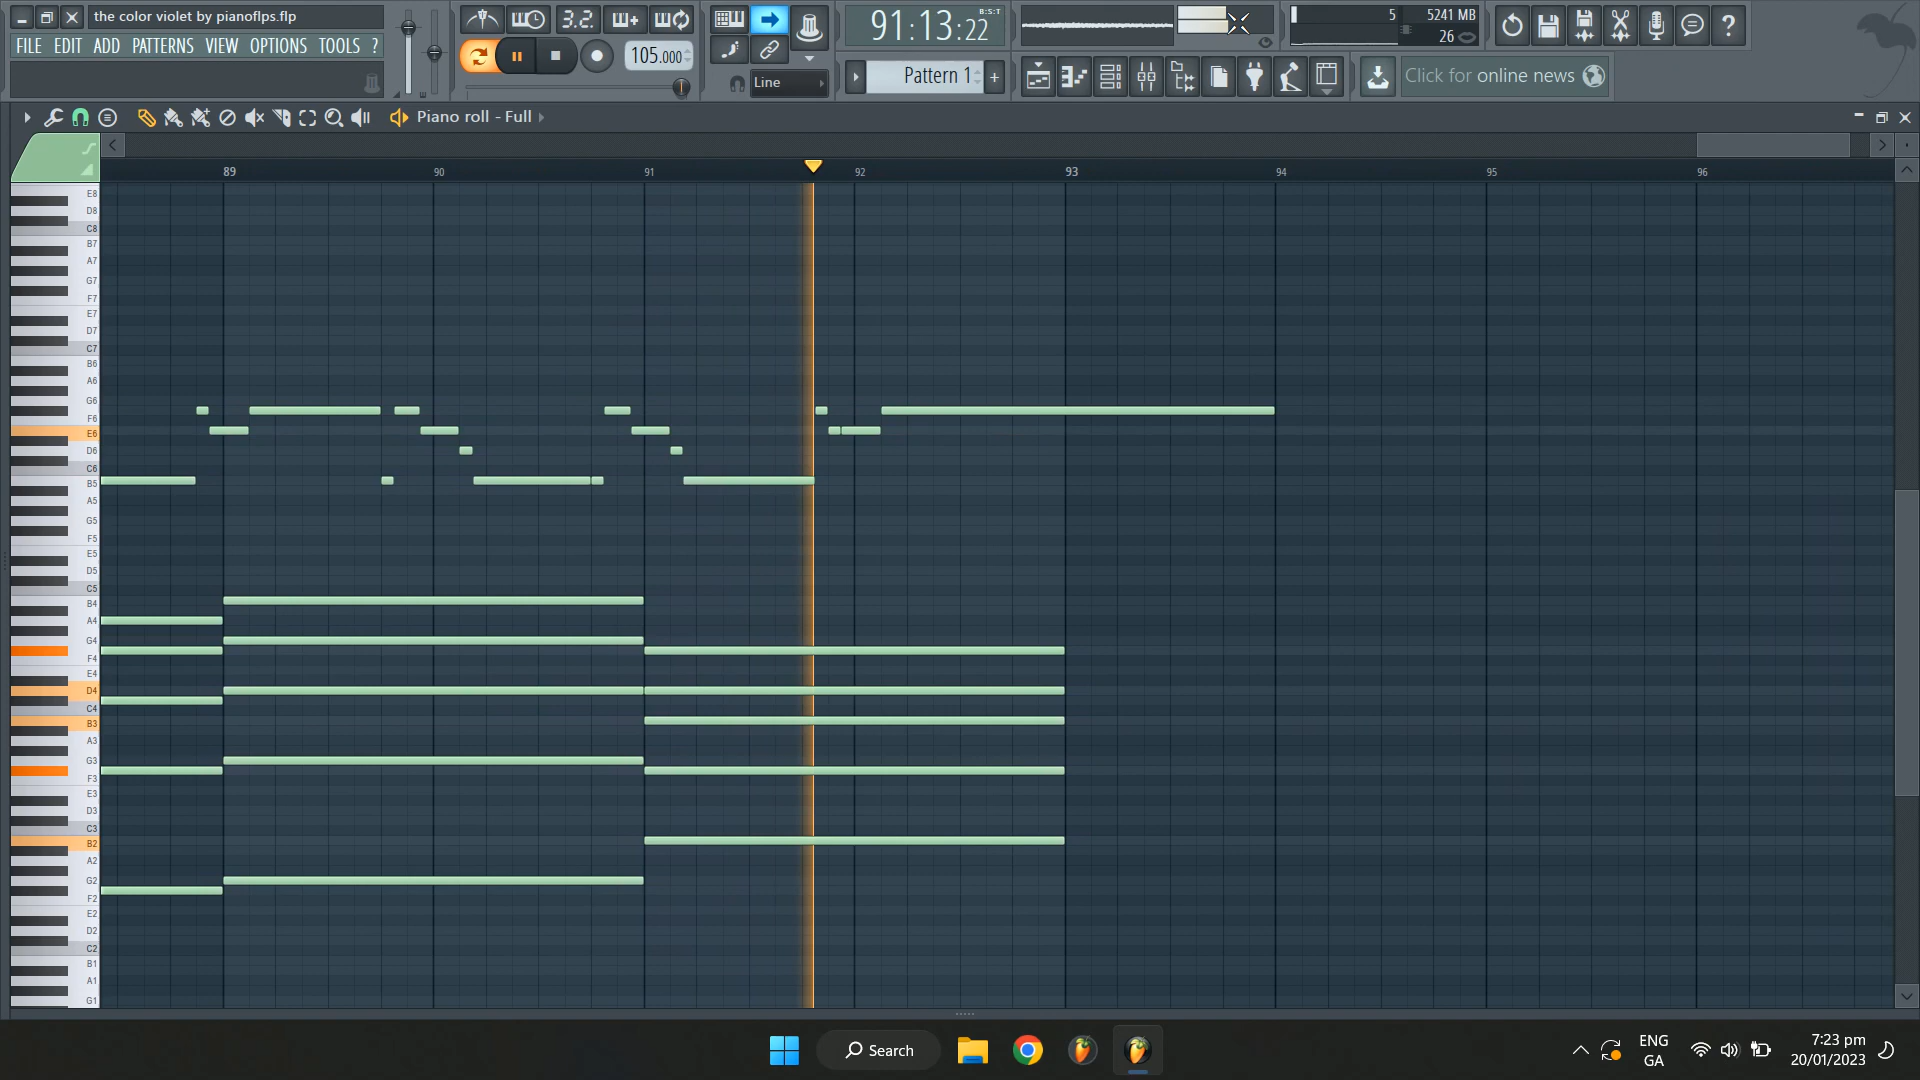 the color violet by pianoflps.flp
FILE EDIT ADD PATTERNS VIEW OPTIONS TOOLS ?
3.2.
105.000
Line
91:13:22
B:S:T
Pattern 1
5
5241 MB
26
Click for online news
Piano roll - Full
89 90 91 92 93 94 95 96
E8
D8
C8
B7
A7
G7
F7
E7
D7
C7
B6
A6
G6
F6
E6
D6
C6
B5
A5
G5
F5
E5
D5
C5
B4
A4
G4
F4
E4
D4
C4
B3
A3
G3
F3
E3
D3
C3
B2
A2
G2
F2
E2
D2
C2
B1
A1
G1
Search
ENG
GA
7:23 pm
20/01/2023